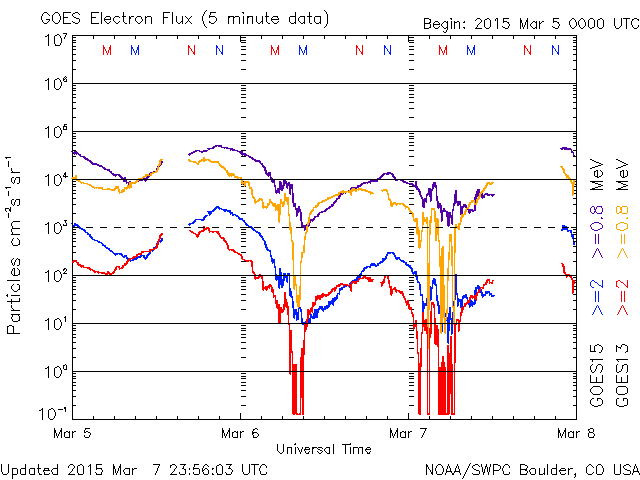 GOES Electron Flux (5 minute data)
Begin: 2015 Mar 5 0000 UTC
10⁷
M M N N M M N N M M N N
10⁶
10⁵
10⁴
10³
10²
10¹
10⁰
10⁻¹
Particles cm⁻²s⁻¹sr⁻¹
Mar 5 Mar 6 Mar 7 Mar 8
Universal Time
GOES15 >=2 >=0.8 MeV
GOES13 >=2 >=0.8 MeV
Updated 2015 Mar 7 23:56:03 UTC
NOAA/SWPC Boulder, CO USA